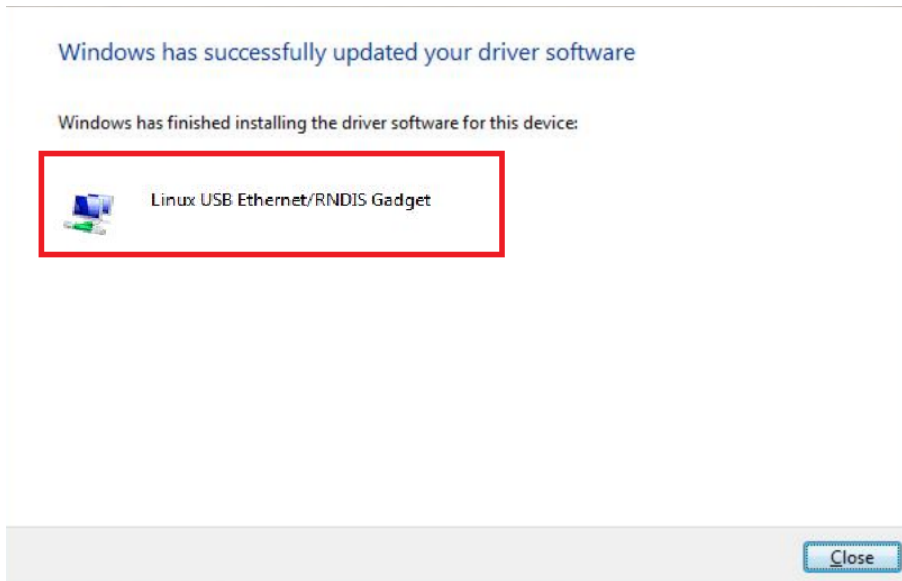 Windows has successfully updated your driver software
Windows has finished installing the driver software for this device:
Linux USB Ethernet/RNDIS Gadget
Close